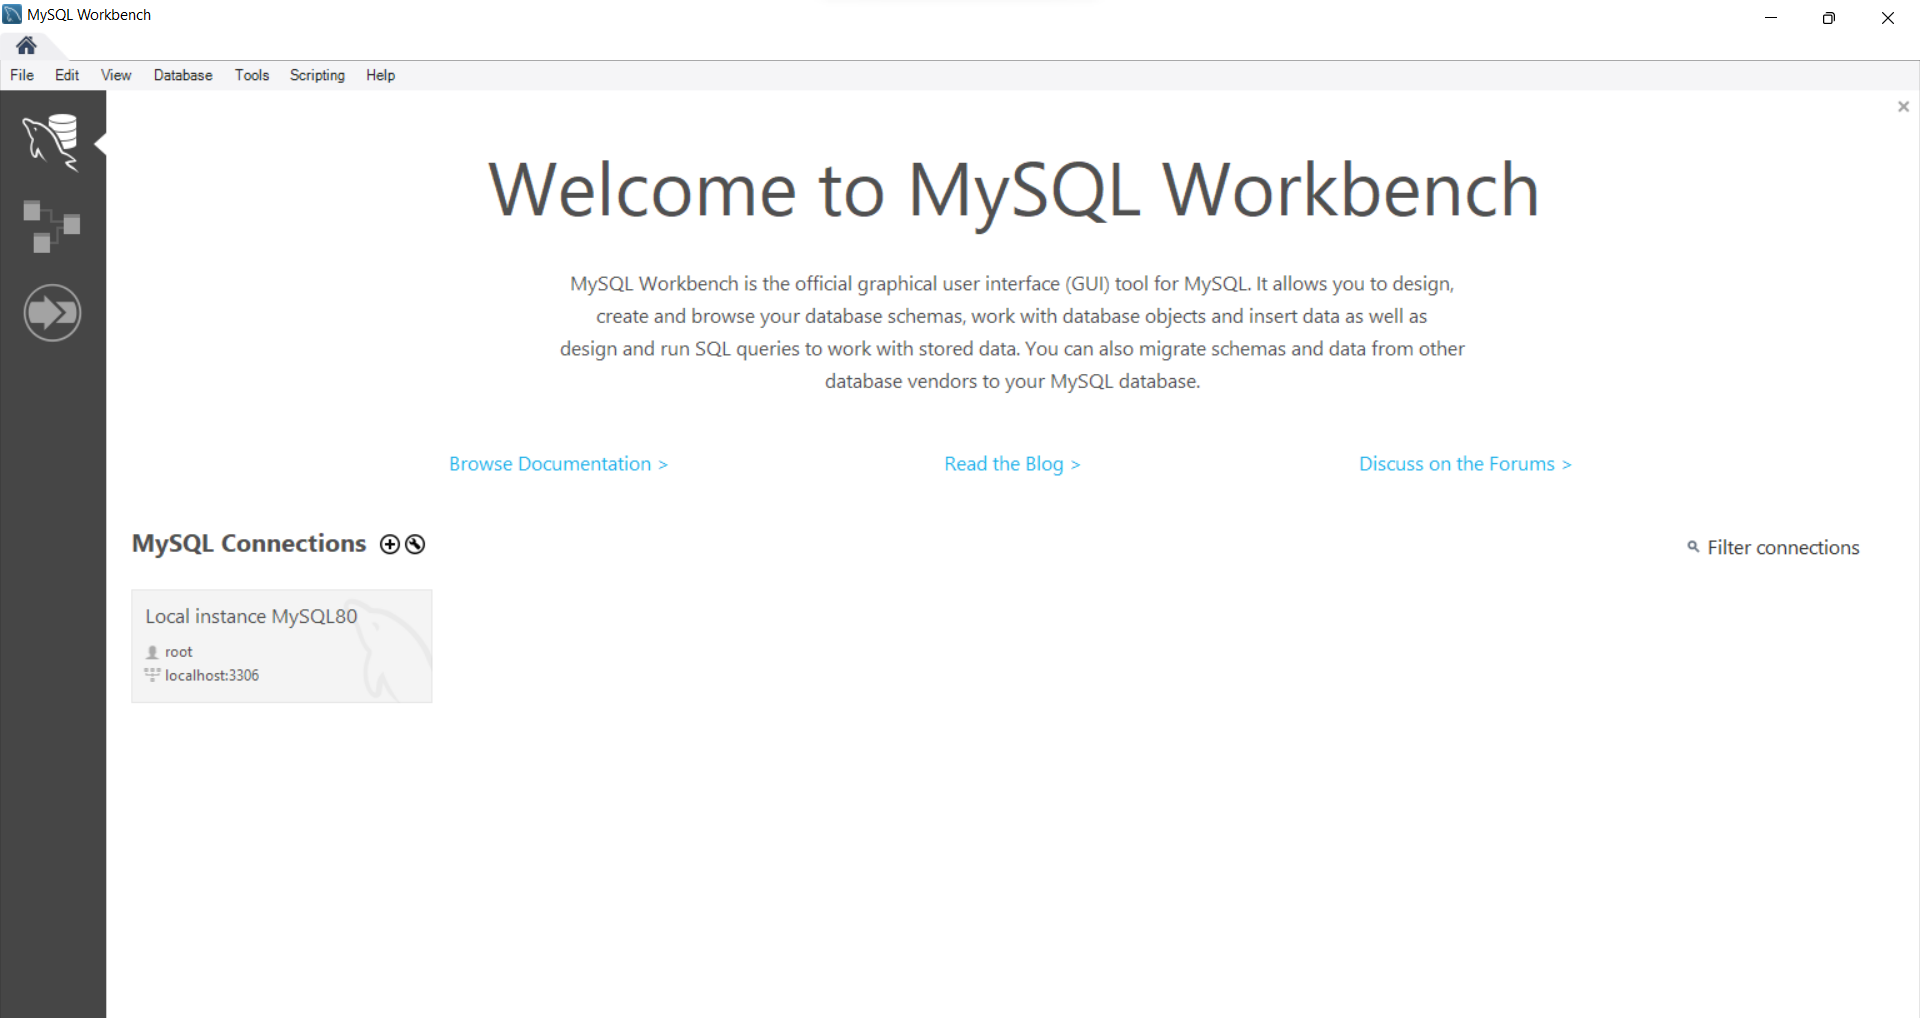 MySQL Workbench
File Edit View Database Tools Scripting Help
Welcome to MySQL Workbench
MySQL Workbench is the official graphical user interface (GUI) tool for MySQL. It allows you to design,
create and browse your database schemas, work with database objects and insert data as well as
design and run SQL queries to work with stored data. You can also migrate schemas and data from other
database vendors to your MySQL database.
Browse Documentation > Read the Blog > Discuss on the Forums >
MySQL Connections Filter connections
Local instance MySQL80
root
localhost:3306